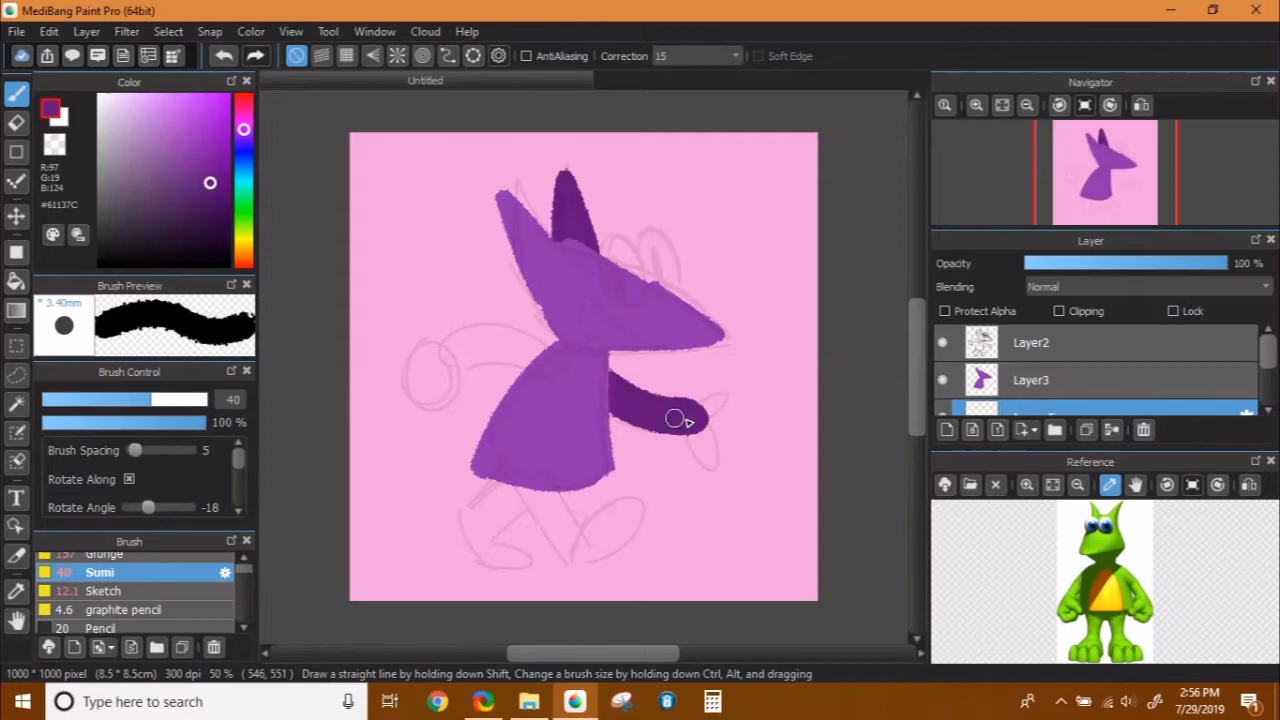 MediBang Paint Pro (64bit)
File Edit Layer Filter Select Snap Color View Tool Window Cloud Help
AntiAliasing Correction 15 Soft Edge
Untitled
Color
R:97
G:19
B:124
#61137C
Brush Preview
* 3.40mm
Brush Control
40
100 %
Brush Spacing 5
Rotate Along
Rotate Angle -18
Brush
157 Grunge
40 Sumi
12.1 Sketch
4.6 graphite pencil
20 Pencil
Navigator
Layer
Opacity 100 %
Blending Normal
Protect Alpha Clipping Lock
Layer2
Layer3
Reference
1000 * 1000 pixel (8.5 * 8.5cm) 300 dpi 50 % ( 546, 551 ) Draw a straight line by holding down Shift, Change a brush size by holding down Ctrl, Alt, and dragging
Type here to search
2:56 PM
7/29/2019